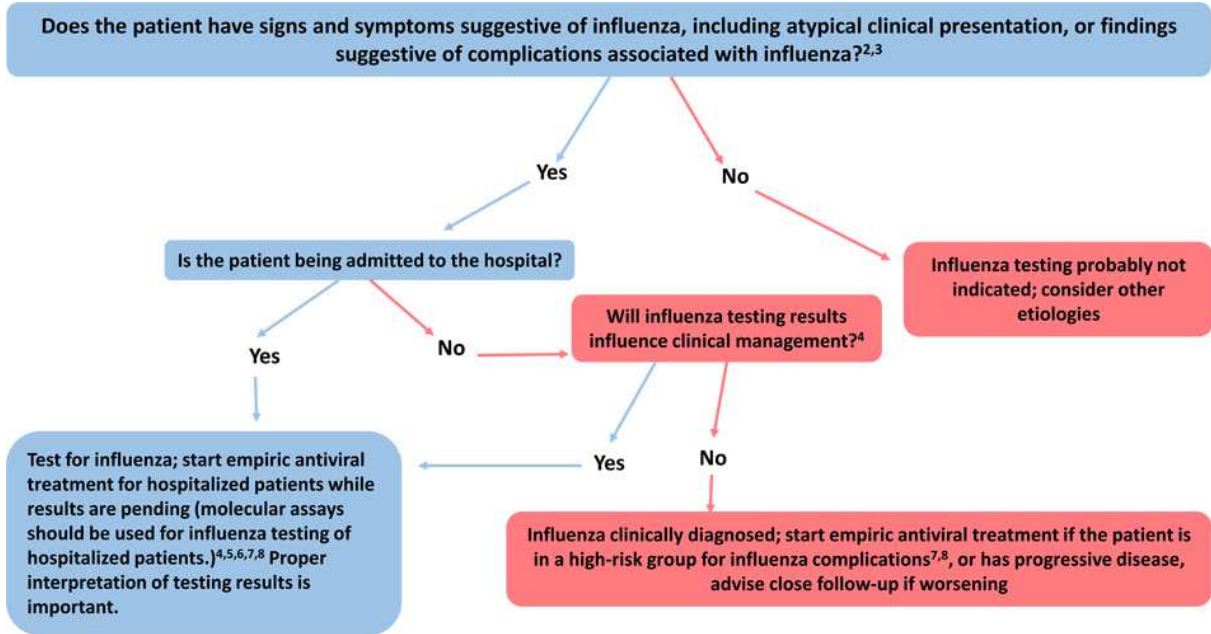 Does the patient have signs and symptoms suggestive of influenza, including atypical clinical presentation, or findings
suggestive of complications associated with influenza?2,3
Yes
No
Is the patient being admitted to the hospital?
Influenza testing probably not
indicated; consider other
etiologies
Will influenza testing results
influence clinical management?4
Yes
No
Yes
No
Test for influenza; start empiric antiviral
treatment for hospitalized patients while
results are pending (molecular assays
should be used for influenza testing of
hospitalized patients.)4,5,6,7,8 Proper
interpretation of testing results is
important.
Influenza clinically diagnosed; start empiric antiviral treatment if the patient is
in a high-risk group for influenza complications7,8, or has progressive disease,
advise close follow-up if worsening